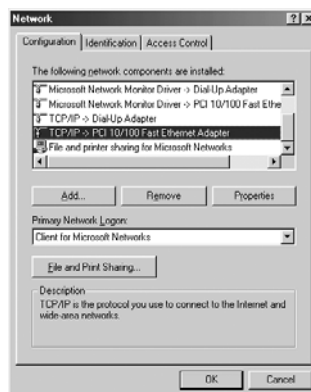 Network
Configuration Identification Access Control
The following network components are installed:
Microsoft Network Monitor Driver -> Dial-Up Adapter
Microsoft Network Monitor Driver -> PCI 10/100 Fast Ethe
TCP/IP -> Dial-Up Adapter
TCP/IP -> PCI 10/100 Fast Ethernet Adapter
File and printer sharing for Microsoft Networks
Add... Remove Properties
Primary Network Logon:
Client for Microsoft Networks
File and Print Sharing...
Description
TCP/IP is the protocol you use to connect to the Internet and
wide-area networks.
OK Cancel